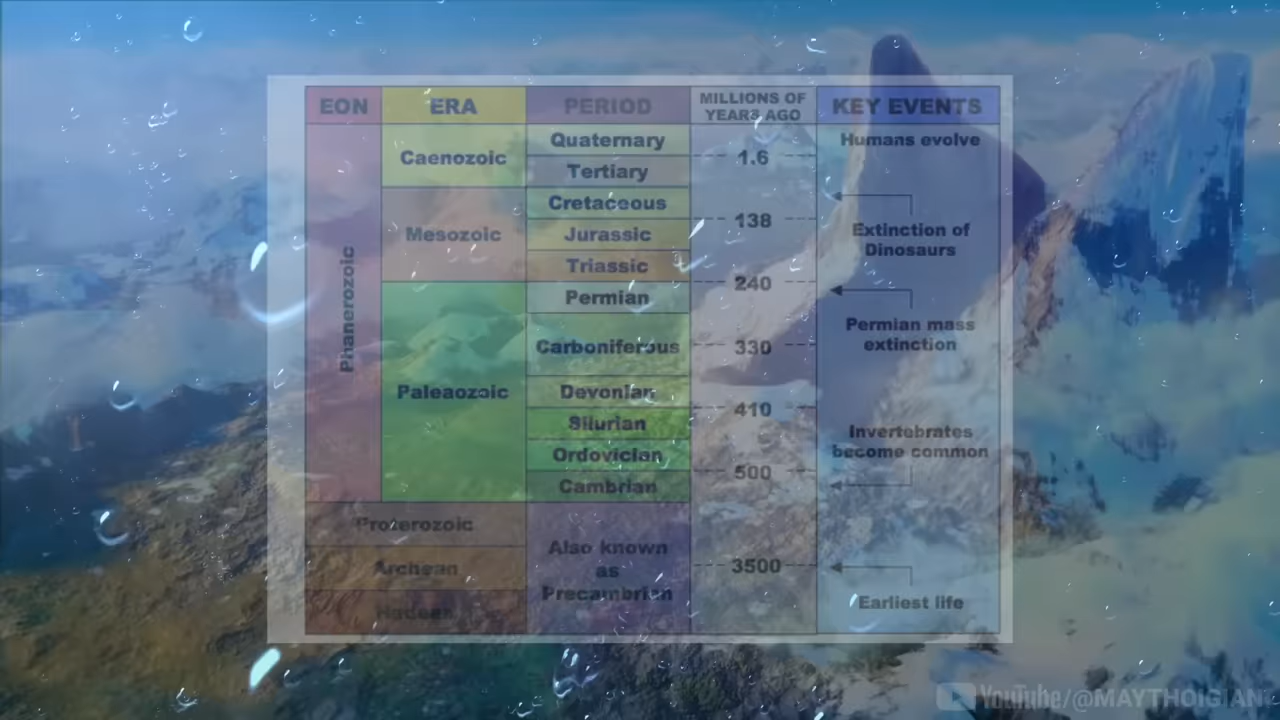 EON
ERA
PERIOD
MILLIONS OF
YEARS AGO
KEY EVENTS
Phanerozoic
Caenozoic
Mesozoic
Paleaozoic
Proterozoic
Archean
Hadean
Quaternary
Tertiary
Cretaceous
Jurassic
Triassic
Permian
Carboniferous
Devonian
Silurian
Ordovician
Cambrian
Also known
as
Precambrian
1.6
138
240
330
410
500
3500
Humans evolve
Extinction of
Dinosaurs
Permian mass
extinction
Invertebrates
become common
Earliest life
YouTube/@MAYTHOIGIAN